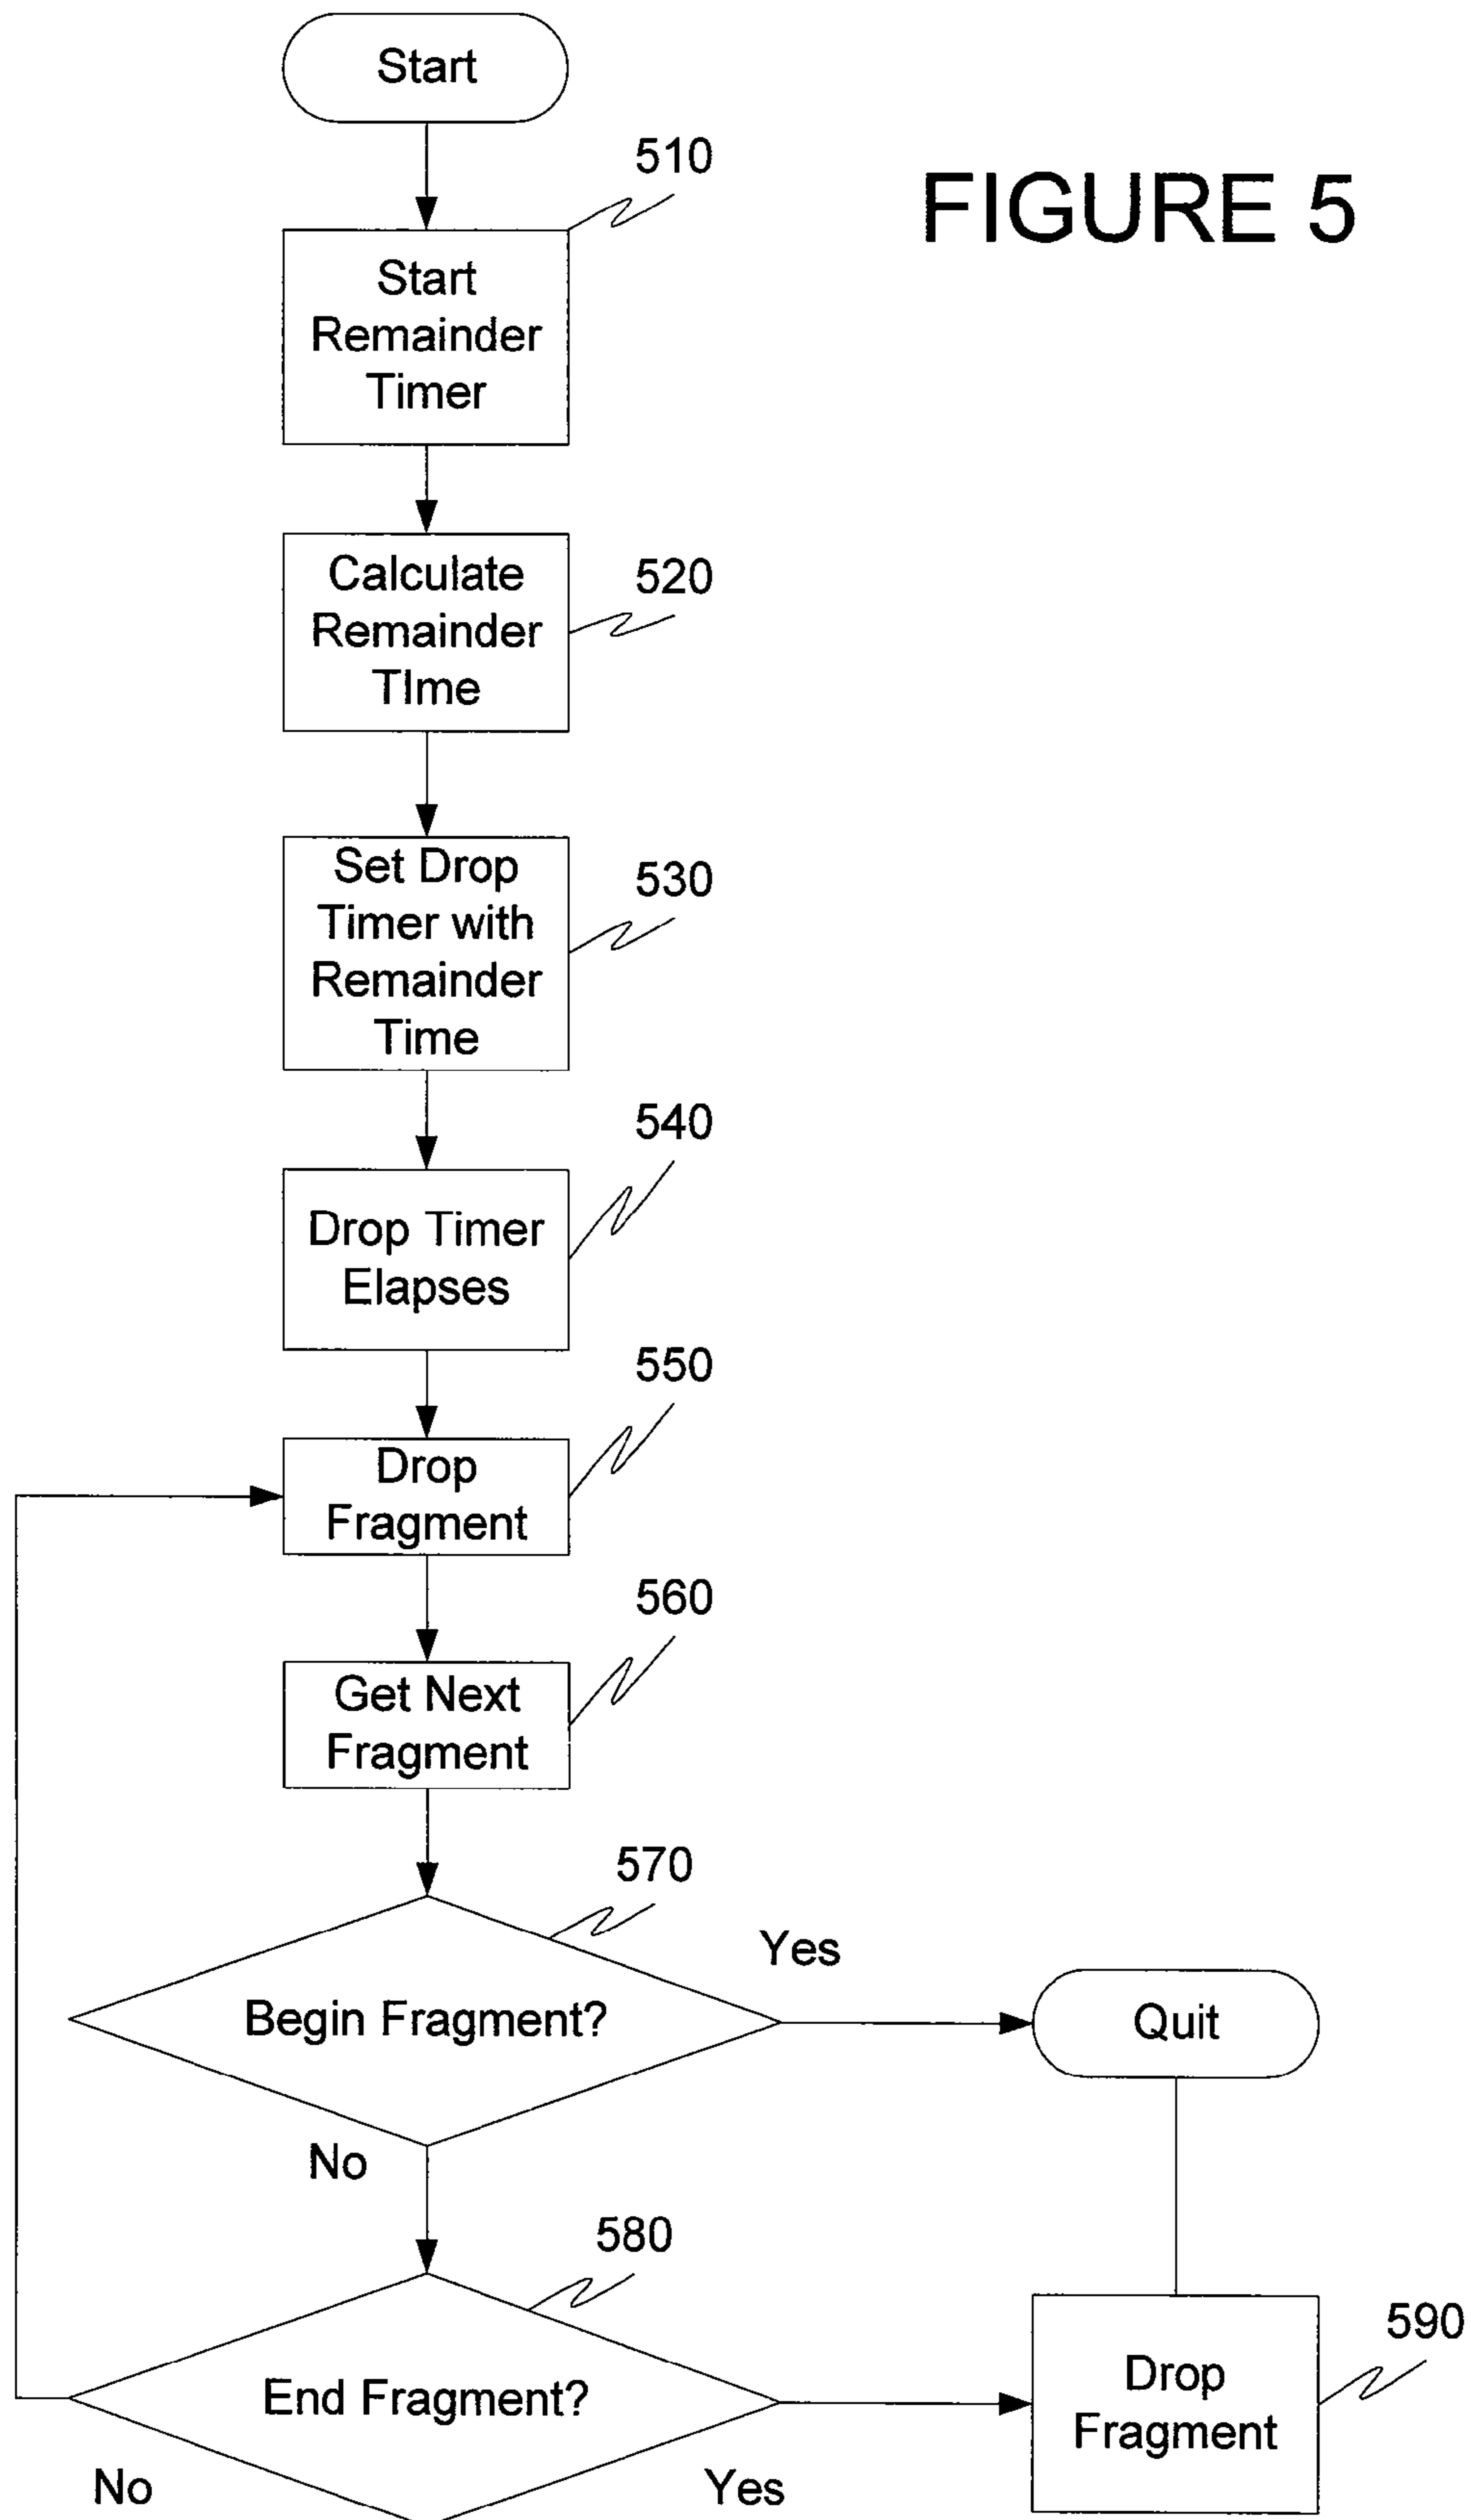 Start
510
FIGURE 5
Start
Remainder
Timer
Calculate
Remainder
TIme
520
Set Drop
Timer with
Remainder
Time
530
540
Drop Timer
Elapses
550
Drop
Fragment
560
Get Next
Fragment
570
Yes
Begin Fragment?
Quit
No
580
End Fragment?
590
Drop
Fragment
No
Yes